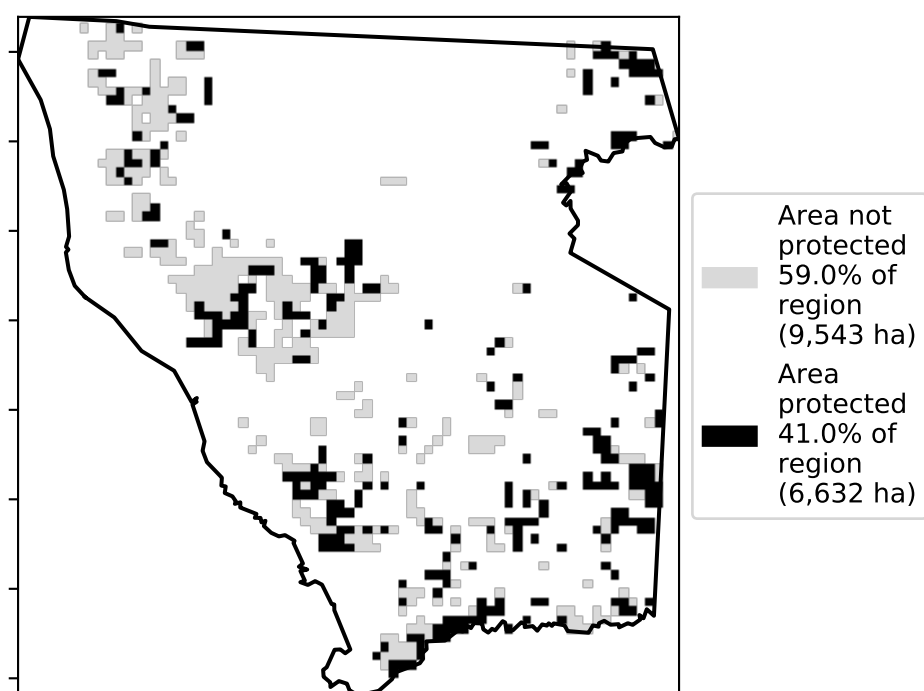 Area not
protected
59.0% of
region
(9,543 ha)
Area
protected
41.0% of
region
(6,632 ha)